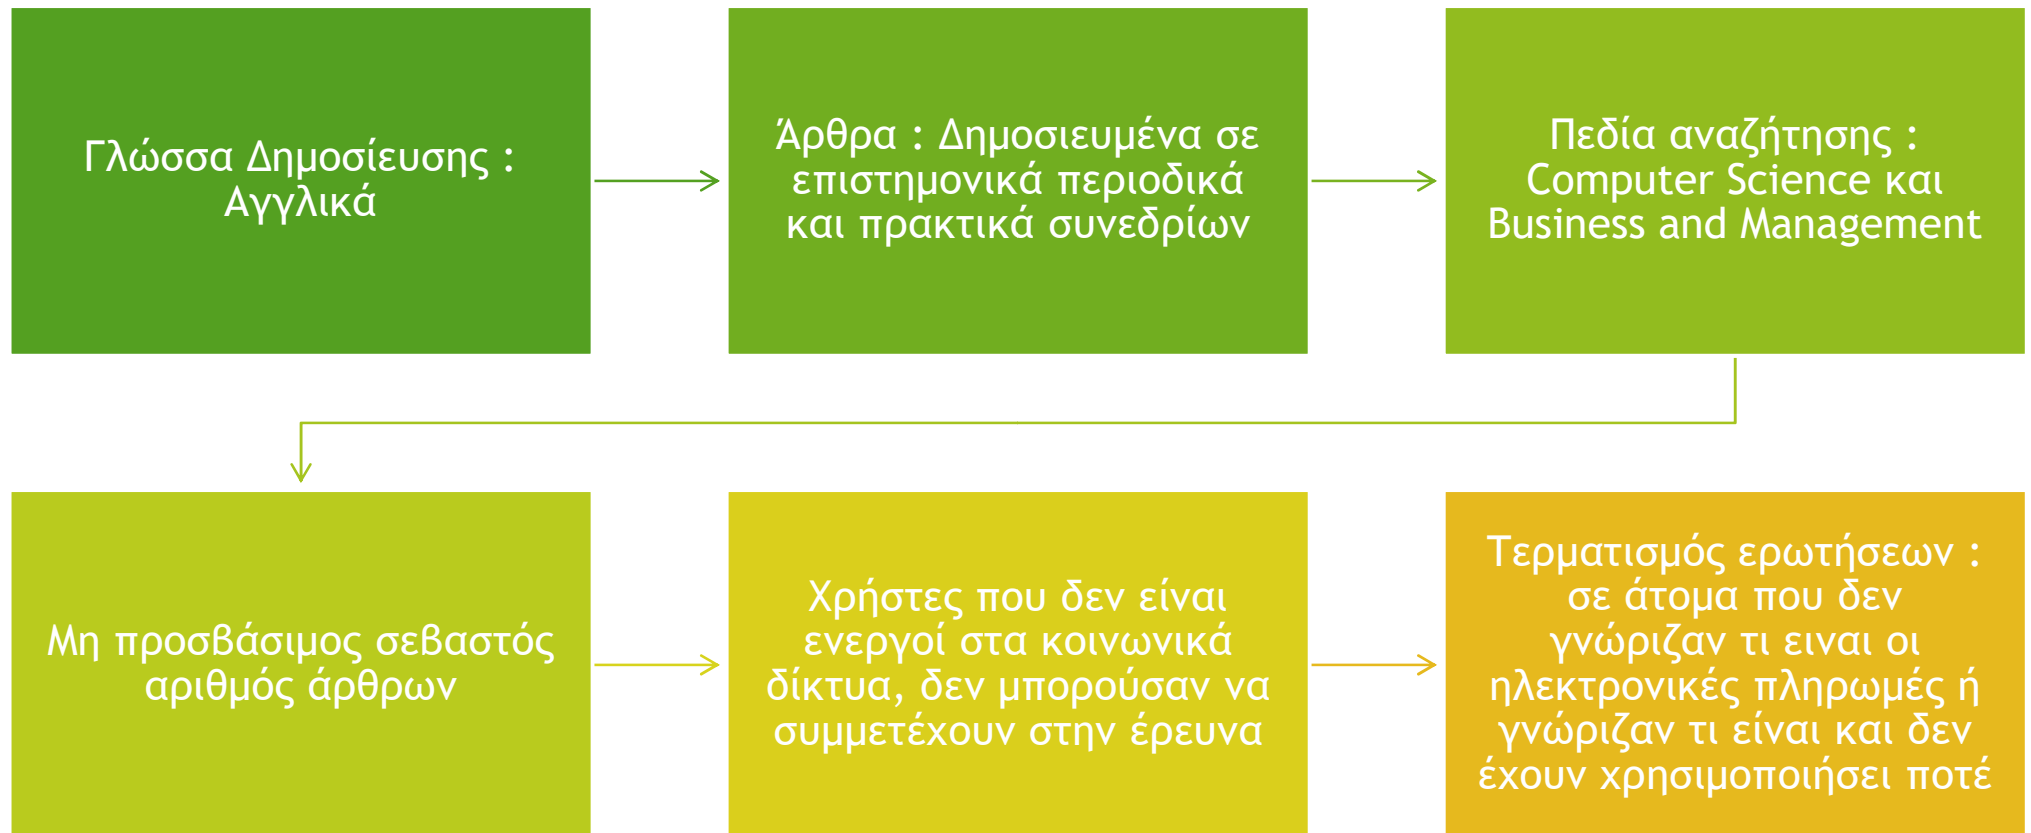 Γλώσσα Δημοσίευσης :
Αγγλικά
Άρθρα : Δημοσιευμένα σε
επιστημονικά περιοδικά
και πρακτικά συνεδρίων
Πεδία αναζήτησης :
Computer Science και
Business and Management
Μη προσβάσιμος σεβαστός
αριθμός άρθρων
Χρήστες που δεν είναι
ενεργοί στα κοινωνικά
δίκτυα, δεν μπορούσαν να
συμμετέχουν στην έρευνα
Τερματισμός ερωτήσεων :
σε άτομα που δεν
γνώριζαν τι ειναι οι
ηλεκτρονικές πληρωμές ή
γνώριζαν τι είναι και δεν
έχουν χρησιμοποιήσει ποτέ